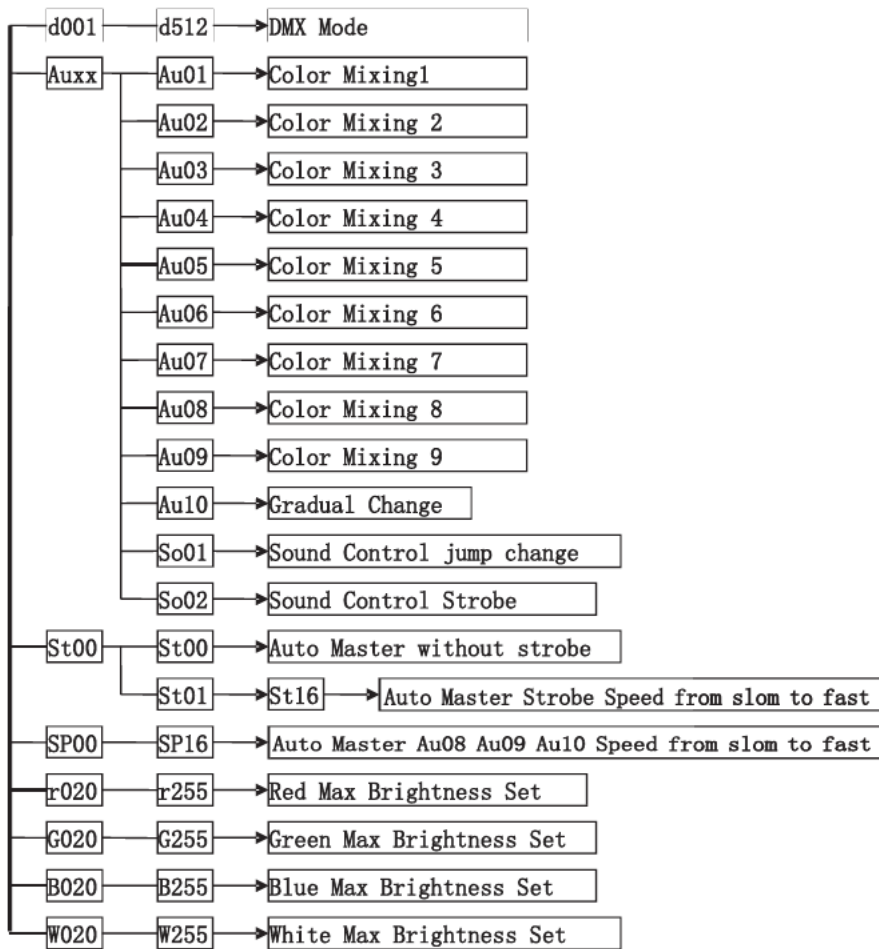 d001 d512 DMX Mode
Auxx Au01 Color Mixing1
Au02 Color Mixing 2
Au03 Color Mixing 3
Au04 Color Mixing 4
Au05 Color Mixing 5
Au06 Color Mixing 6
Au07 Color Mixing 7
Au08 Color Mixing 8
Au09 Color Mixing 9
Au10 Gradual Change
So01 Sound Control jump change
So02 Sound Control Strobe
St00 St00 Auto Master without strobe
St01 St16 Auto Master Strobe Speed from slom to fast
SP00 SP16 Auto Master Au08 Au09 Au10 Speed from slom to fast
r020 r255 Red Max Brightness Set
G020 G255 Green Max Brightness Set
B020 B255 Blue Max Brightness Set
W020 W255 White Max Brightness Set